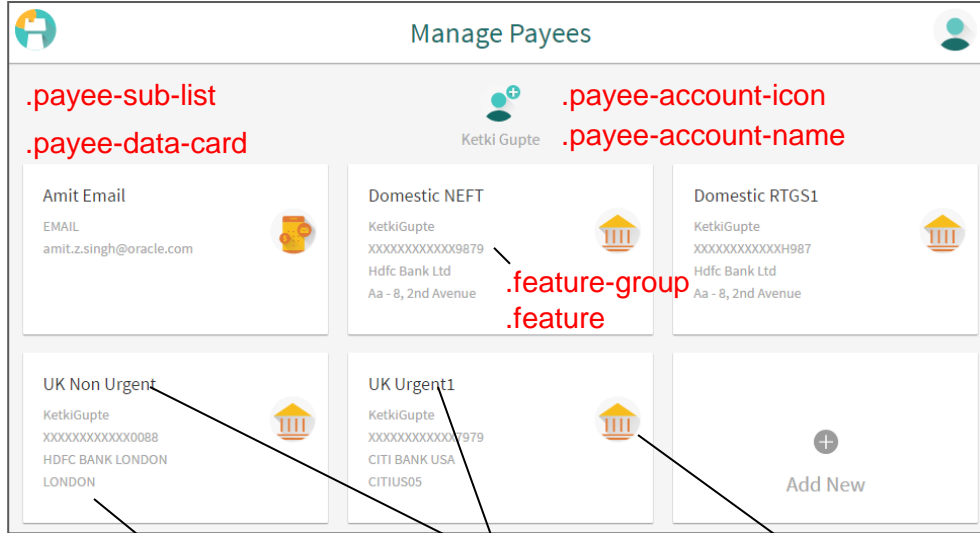 Manage Payees
.payee-sub-list
.payee-account-icon
.payee-data-card
Ketki Gupte
.payee-account-name
Amit Email
EMAIL
amit.z.singh@oracle.com
Domestic NEFT
KetkiGupte
XXXXXXXXXXXX9879
Hdfc Bank Ltd
Aa - 8, 2nd Avenue
.feature-group
.feature
Domestic RTGS1
KetkiGupte
XXXXXXXXXXXXH987
Hdfc Bank Ltd
Aa - 8, 2nd Avenue
UK Non Urgent
KetkiGupte
XXXXXXXXXXXX0088
HDFC BANK LONDON
LONDON
UK Urgent1
KetkiGupte
XXXXXXXXXXXX7979
CITI BANK USA
CITIUS05
Add New